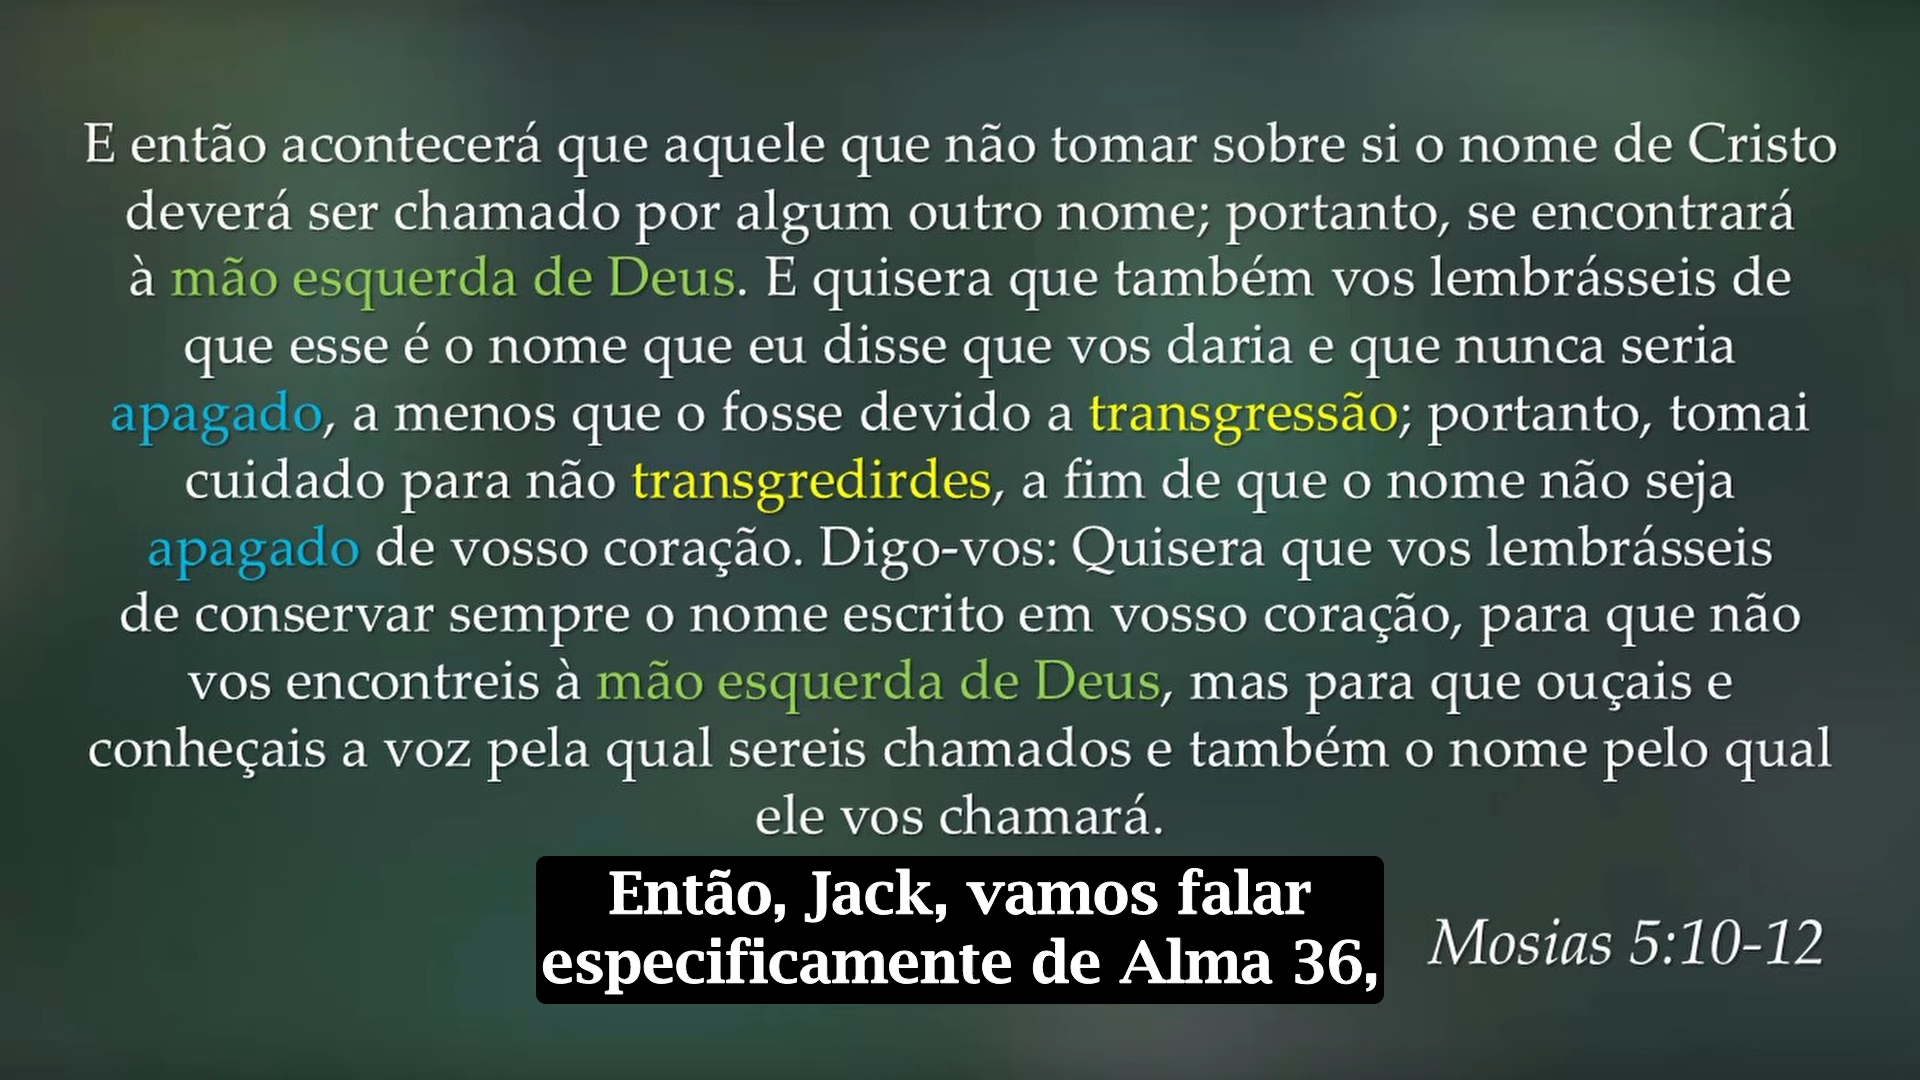 E então acontecerá que aquele que não tomar sobre si o nome de Cristo
deverá ser chamado por algum outro nome; portanto, se encontrará
à mão esquerda de Deus. E quisera que também vos lembrásseis de
que esse é o nome que eu disse que vos daria e que nunca seria
apagado, a menos que o fosse devido a transgressão; portanto, tomai
cuidado para não transgredirdes, a fim de que o nome não seja
apagado de vosso coração. Digo-vos: Quisera que vos lembrásseis
de conservar sempre o nome escrito em vosso coração, para que não
vos encontreis à mão esquerda de Deus, mas para que ouçais e
conheçais a voz pela qual sereis chamados e também o nome pelo qual
ele vos chamará.
Então, Jack, vamos falar
especificamente de Alma 36,
Mosias 5:10-12